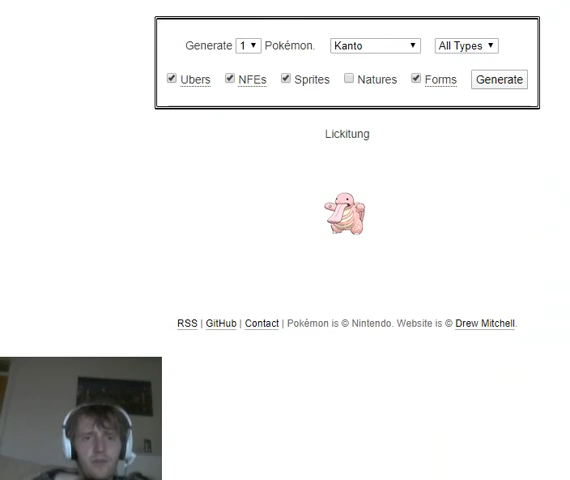 Generate 1 Pokémon. Kanto All Types
Ubers NFEs Sprites Natures Forms Generate
Lickitung
RSS | GitHub | Contact | Pokémon is © Nintendo. Website is © Drew Mitchell.